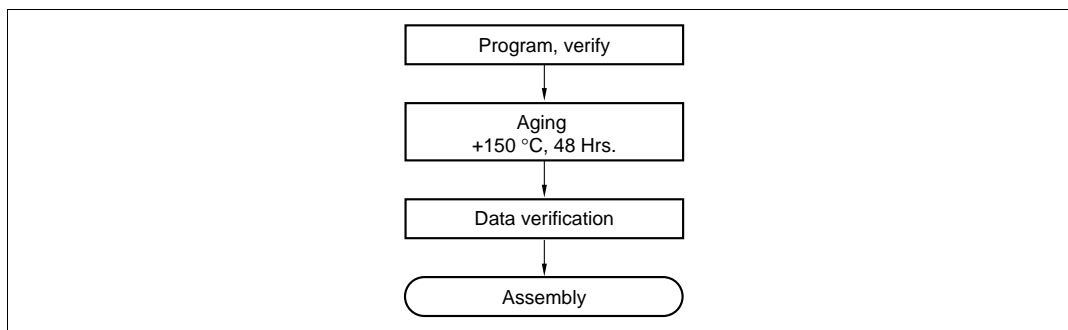 Program, verify
Aging
+150 °C, 48 Hrs.
Data verification
Assembly